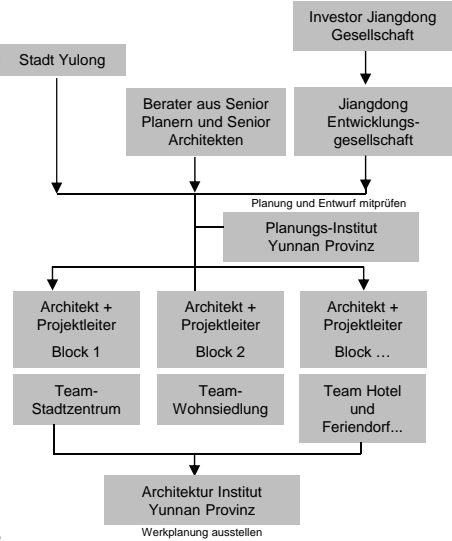 Investor Jiangdong
Gesellschaft
Stadt Yulong
Berater aus Senior
Planern und Senior
Architekten
Jiangdong
Entwicklungs-
gesellschaft
Planung und Entwurf mitprüfen
Planungs-Institut
Yunnan Provinz
Architekt +
Projektleiter
Block 1
Architekt +
Projektleiter
Block 2
Architekt +
Projektleiter
Block …
Team-
Stadtzentrum
Team-
Wohnsiedlung
Team Hotel
und
Feriendorf...
Architektur Institut
Yunnan Provinz
Werkplanung ausstellen